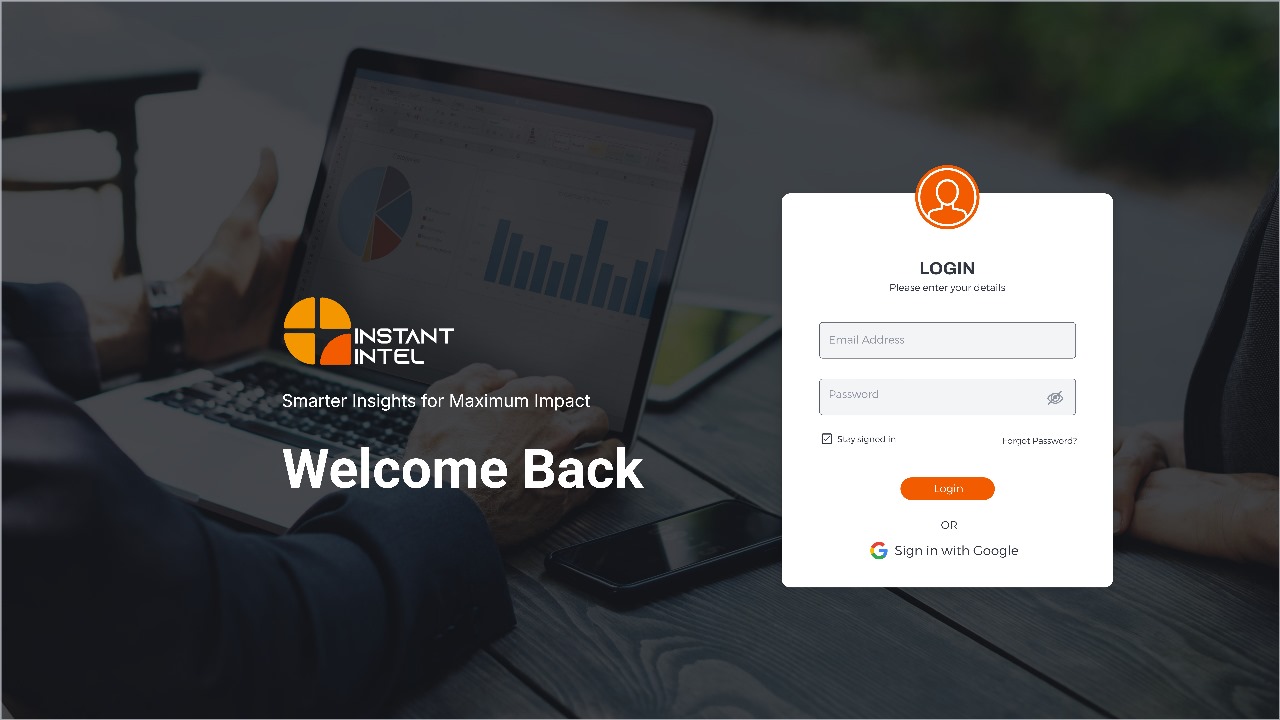 INSTANT
INTEL
Smarter Insights for Maximum Impact
Welcome Back
LOGIN
Please enter your details
Email Address
Password
Stay signed in
Forgot Password?
Login
OR
Sign in with Google